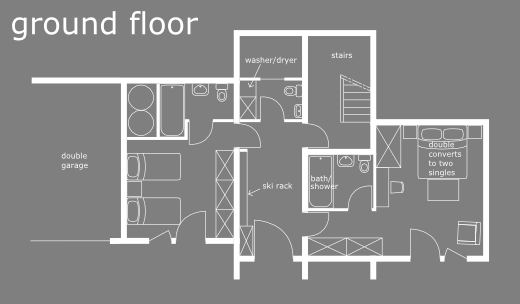 ground floor
washer/dryer
stairs
double
garage
double
converts
to two
singles
bath/
shower
ski rack